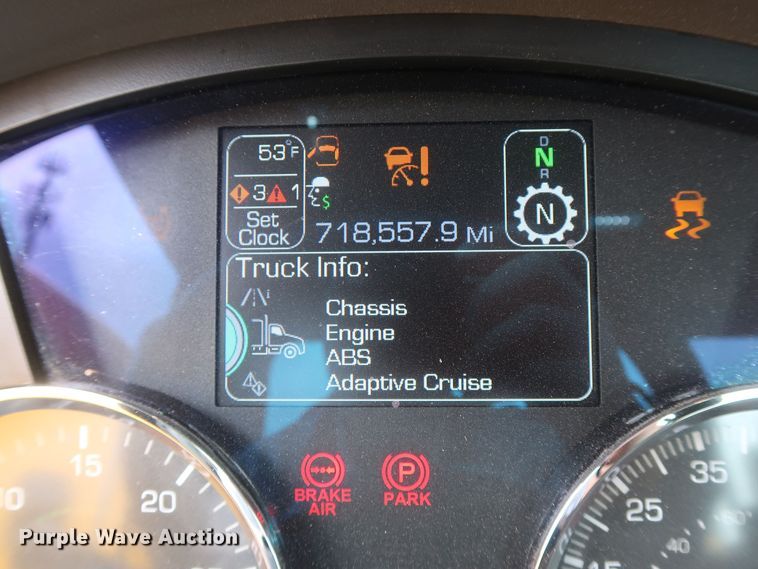 53°F
3 1
Set
Clock
718,557.9 Mi
D
N
R
N
Truck Info:
Chassis
Engine
ABS
Adaptive Cruise
BRAKE
AIR
P
PARK
15
20
35
25
40
Purple Wave Auction